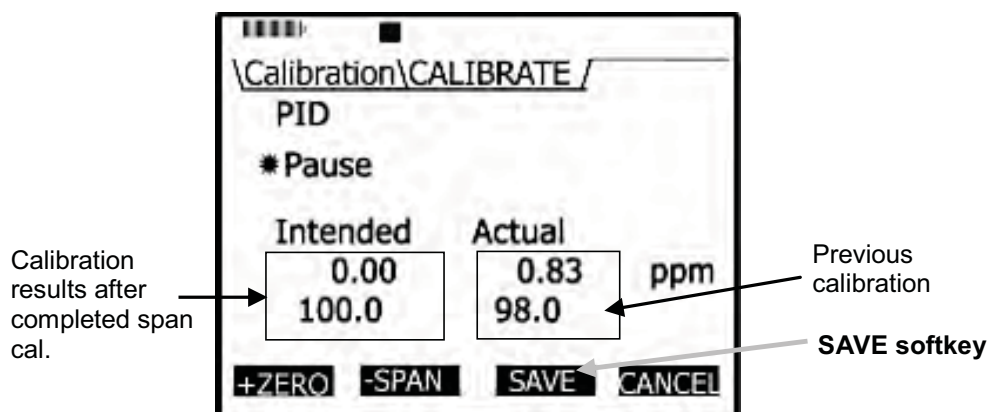 \Calibration\CALIBRATE /
PID
*Pause
Intended Actual
0.00 0.83 ppm
100.0 98.0
+ZERO -SPAN SAVE CANCEL
Calibration
results after
completed span
cal.
Previous
calibration
SAVE softkey